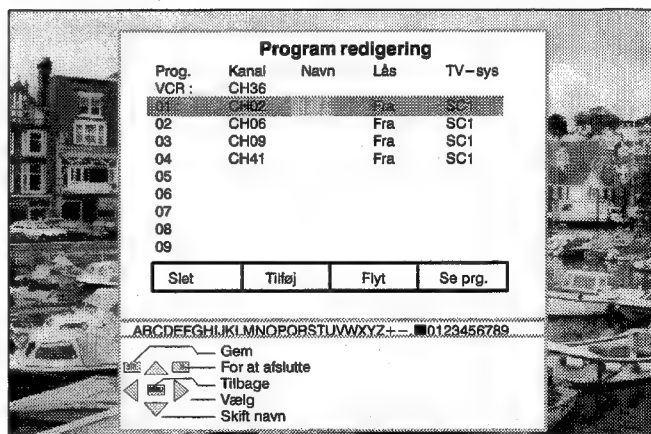 Program redigering
Prog. Kanal Navn Lås TV-sys
VCR : CH36
01 CH02 Fra SC1
02 CH06 Fra SC1
03 CH09 Fra SC1
04 CH41 Fra SC1
05
06
07
08
09
Slet Tilføj Flyt Se prg.
ABCDEFGHIJKLMNOPQRSTUVWXYZ+-.■0123456789
Gem
For at afslutte
Tilbage
Vælg
Skift navn